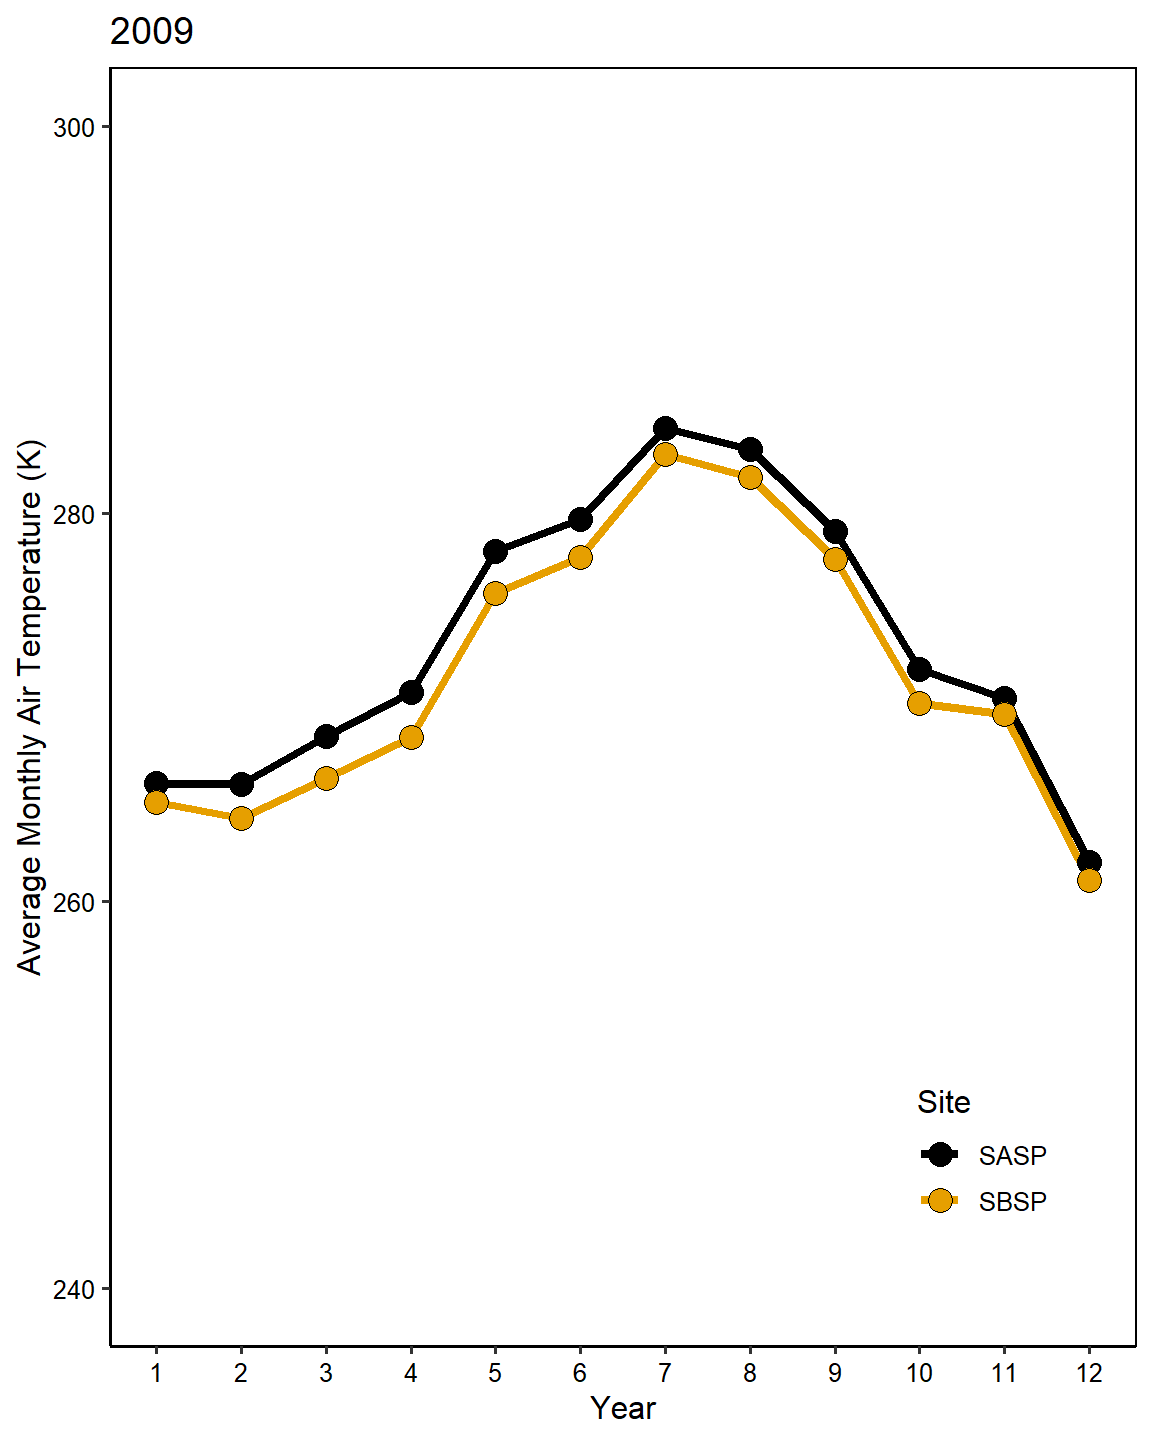 2009
Average Monthly Air Temperature (K)
300
280
260
240
Site
SASP
SBSP
1 2 3 4 5 6 7 8 9 10 11 12
Year